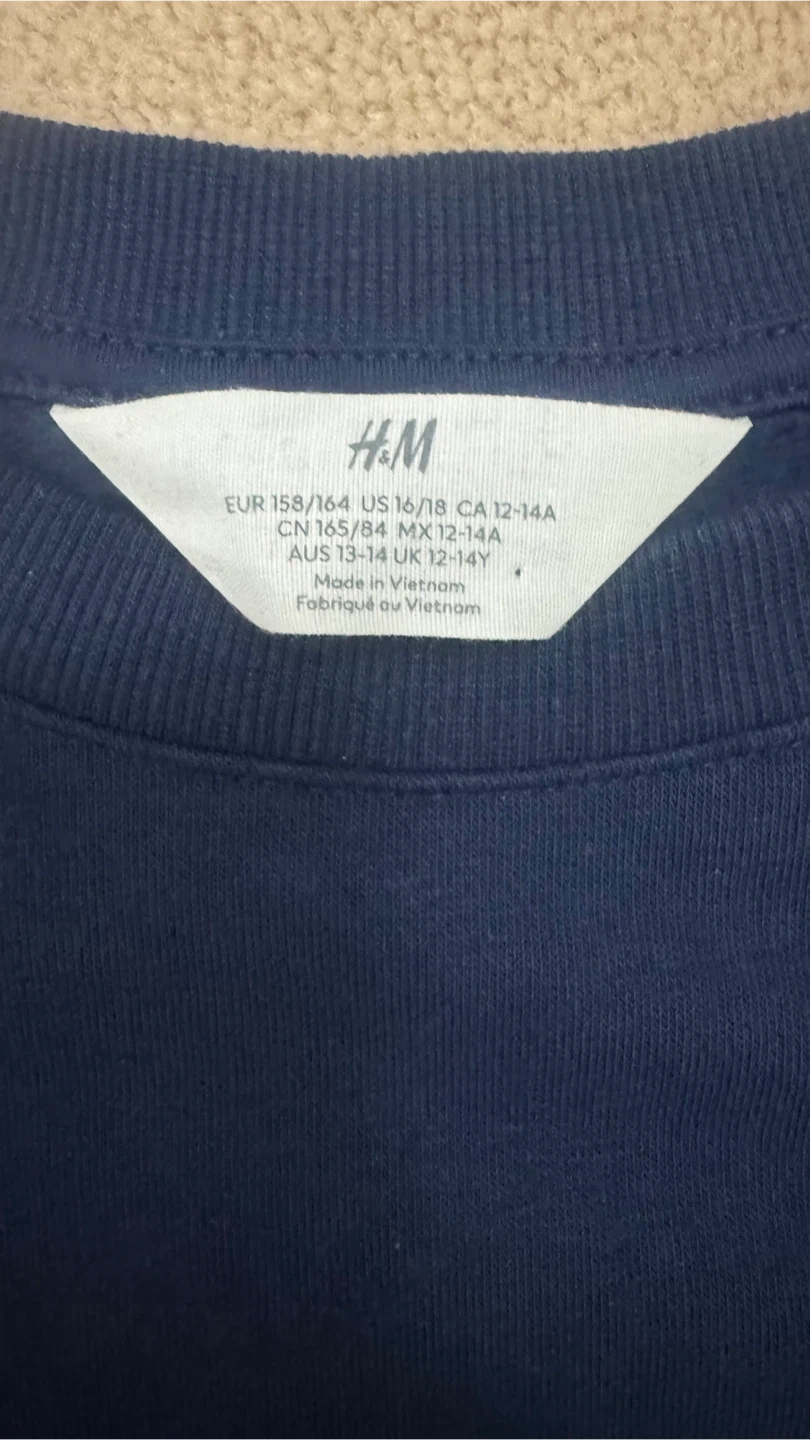 H&M
EUR 158/164 US 16/18 CA 12-14A
CN 165/84 MX 12-14A
AUS 13-14 UK 12-14Y
Made in Vietnam
Fabriqué au Vietnam